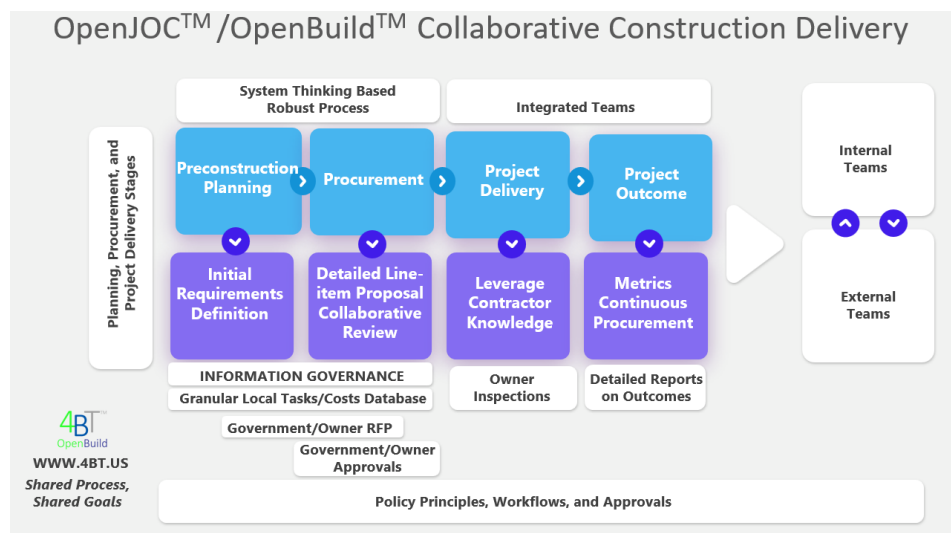 OpenJOC™/OpenBuild™ Collaborative Construction Delivery
System Thinking Based
Robust Process
Integrated Teams
Planning, Procurement, and
Project Delivery Stages
Preconstruction
Planning
Procurement
Project
Delivery
Project
Outcome
Internal
Teams
Initial
Requirements
Definition
Detailed Line-
item Proposal
Collaborative
Review
Leverage
Contractor
Knowledge
Metrics
Continuous
Procurement
External
Teams
INFORMATION GOVERNANCE
Granular Local Tasks/Costs Database
Government/Owner RFP
Government/Owner
Approvals
Owner
Inspections
Detailed Reports
on Outcomes
4BT™
OpenBuild
WWW.4BT.US
Shared Process,
Shared Goals
Policy Principles, Workflows, and Approvals